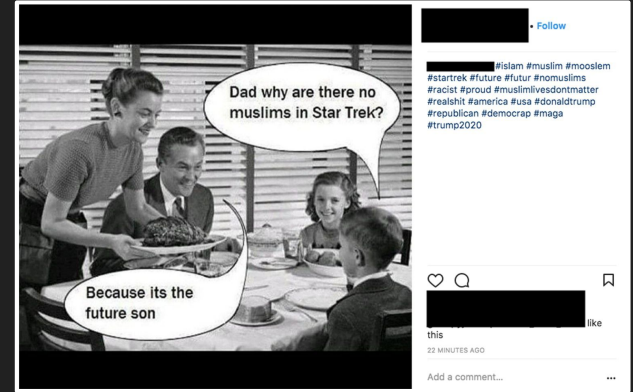 Dad why are there no
muslims in Star Trek?
Because its the
future son
• Follow
#islam #muslim #mooslem
#startrek #future #futur #nomuslims
#racist #proud #muslimlivesdontmatter
#realshit #america #usa #donaldtrump
#republican #democrap #maga
#trump2020
like
this
22 MINUTES AGO
Add a comment...